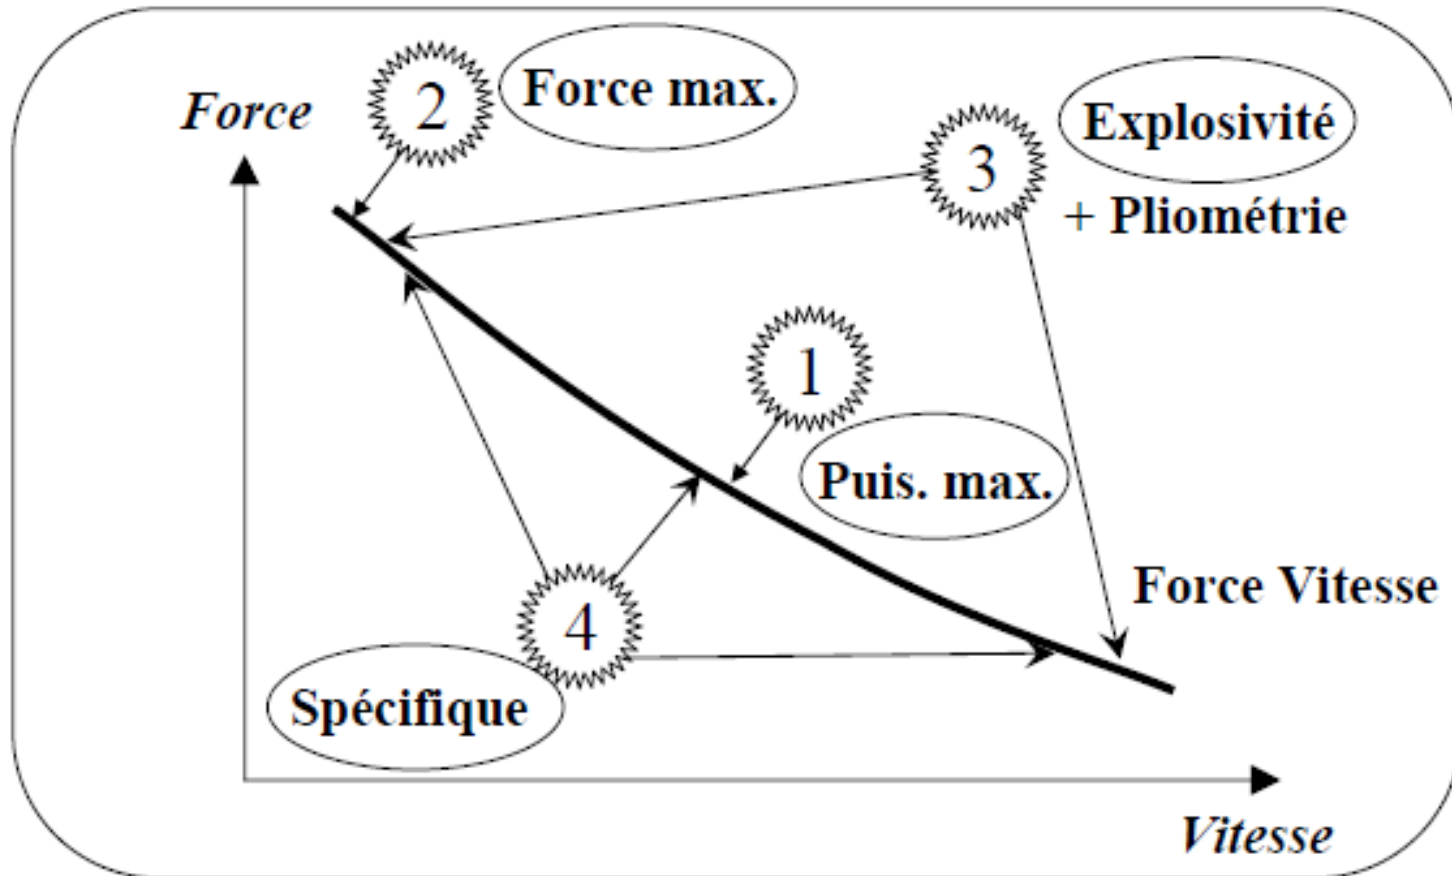 Force
2
Force max.
3
Explosivité
+ Pliométrie
1
Puis. max.
Force Vitesse
4
Spécifique
Vitesse